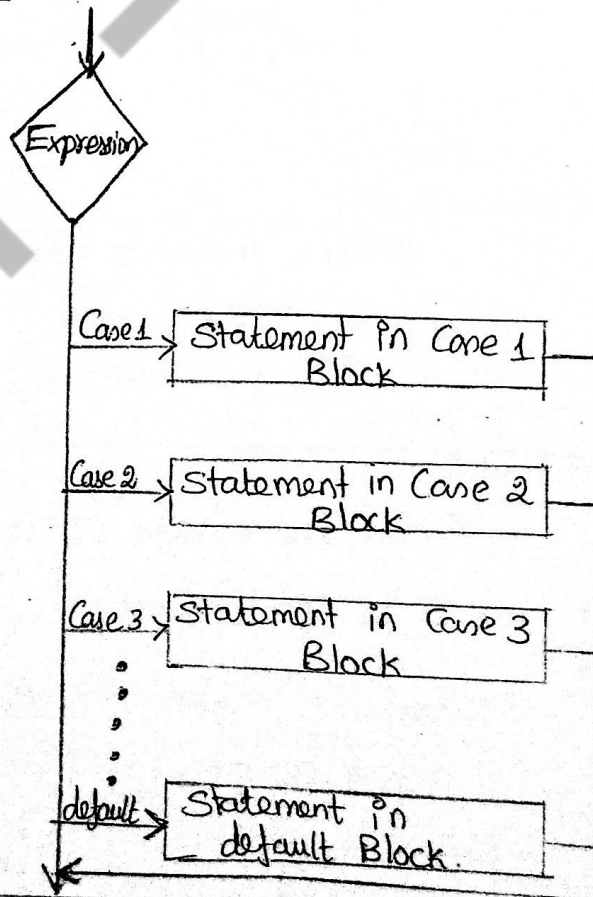 Expression
Case 1
Statement in Case 1
Block
Case 2
Statement in Case 2
Block
Case 3
Statement in Case 3
Block
default
Statement in
default Block.